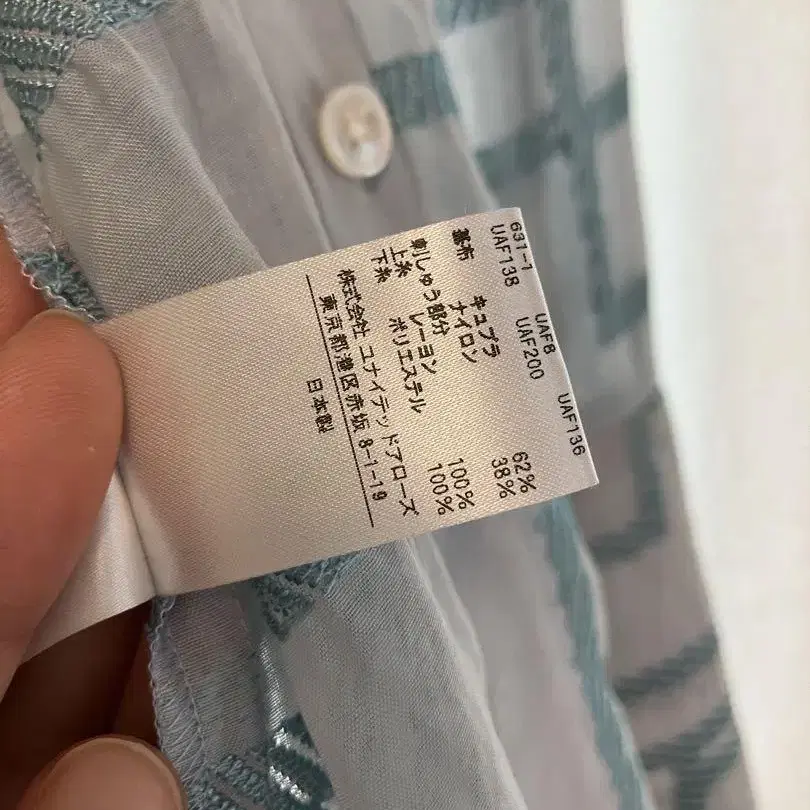 631-1 UAF8 UAF136
UAF138 UAF200
基布 キュプラ 62%
ナイロン 38%
刺しゅう部分
上糸 レーヨン 100%
下糸 ポリエステル 100%
株式会社 ユナイテッドアローズ
東京都港区赤坂 8-1-19
日本製